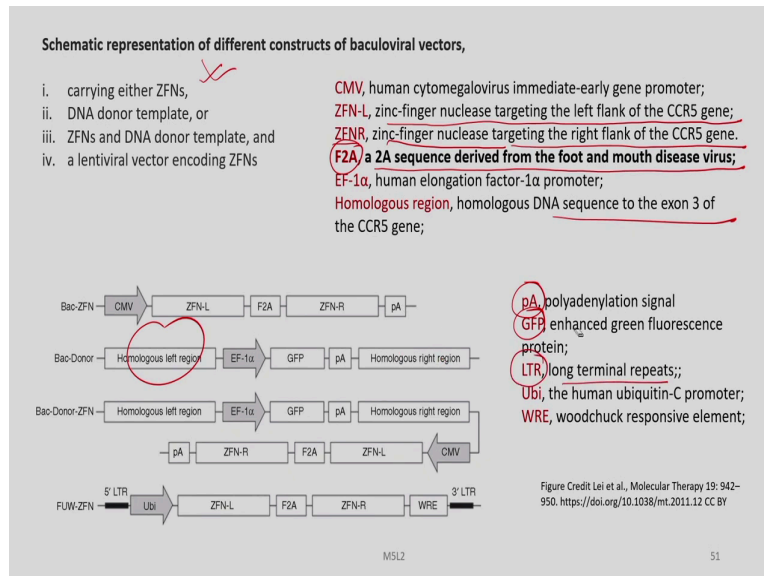 Schematic representation of different constructs of baculoviral vectors,
i. carrying either ZFNs,
ii. DNA donor template, or
iii. ZFNs and DNA donor template, and
iv. a lentiviral vector encoding ZFNs
CMV, human cytomegalovirus immediate-early gene promoter;
ZFN-L, zinc-finger nuclease targeting the left flank of the CCR5 gene;
ZFNR, zinc-finger nuclease targeting the right flank of the CCR5 gene.
F2A, a 2A sequence derived from the foot and mouth disease virus;
EF-1α, human elongation factor-1α promoter;
Homologous region, homologous DNA sequence to the exon 3 of
the CCR5 gene;
Bac-ZFN CMV ZFN-L F2A ZFN-R pA
Bac-Donor Homologous left region EF-1α GFP pA Homologous right region
Bac-Donor-ZFN Homologous left region EF-1α GFP pA Homologous right region
pA ZFN-R F2A ZFN-L CMV
5' LTR 3' LTR
FUW-ZFN Ubi ZFN-L F2A ZFN-R WRE
pA, polyadenylation signal
GFP, enhanced green fluorescence
protein;
LTR, long terminal repeats;;
Ubi, the human ubiquitin-C promoter;
WRE, woodchuck responsive element;
Figure Credit Lei et al., Molecular Therapy 19: 942–
950. https://doi.org/10.1038/mt.2011.12 CC BY
M5L2 51